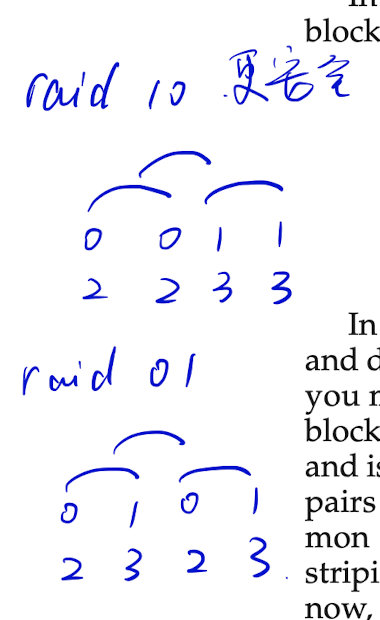 In
block
raid 10 更安全
0 0 1 1
2 2 3 3
In
and d
raid 01
you m
block
and is
0 1 0 1
pairs
mon
2 3 2 3
stripi
now,